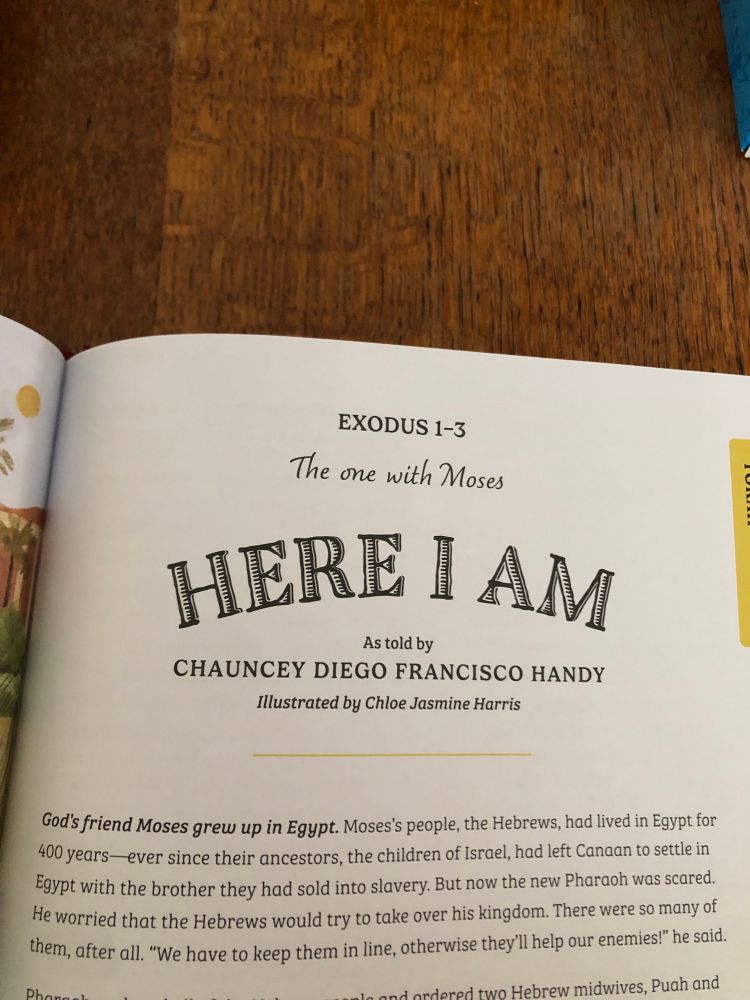 EXODUS 1–3
The one with Moses
HERE I AM
As told by
CHAUNCEY DIEGO FRANCISCO HANDY
Illustrated by Chloe Jasmine Harris
God's friend Moses grew up in Egypt. Moses's people, the Hebrews, had lived in Egypt for
400 years—ever since their ancestors, the children of Israel, had left Canaan to settle in
Egypt with the brother they had sold into slavery. But now the new Pharaoh was scared.
He worried that the Hebrews would try to take over his kingdom. There were so many of
them, after all. “We have to keep them in line, otherwise they'll help our enemies!” he said.
and ordered two Hebrew midwives, Puah and